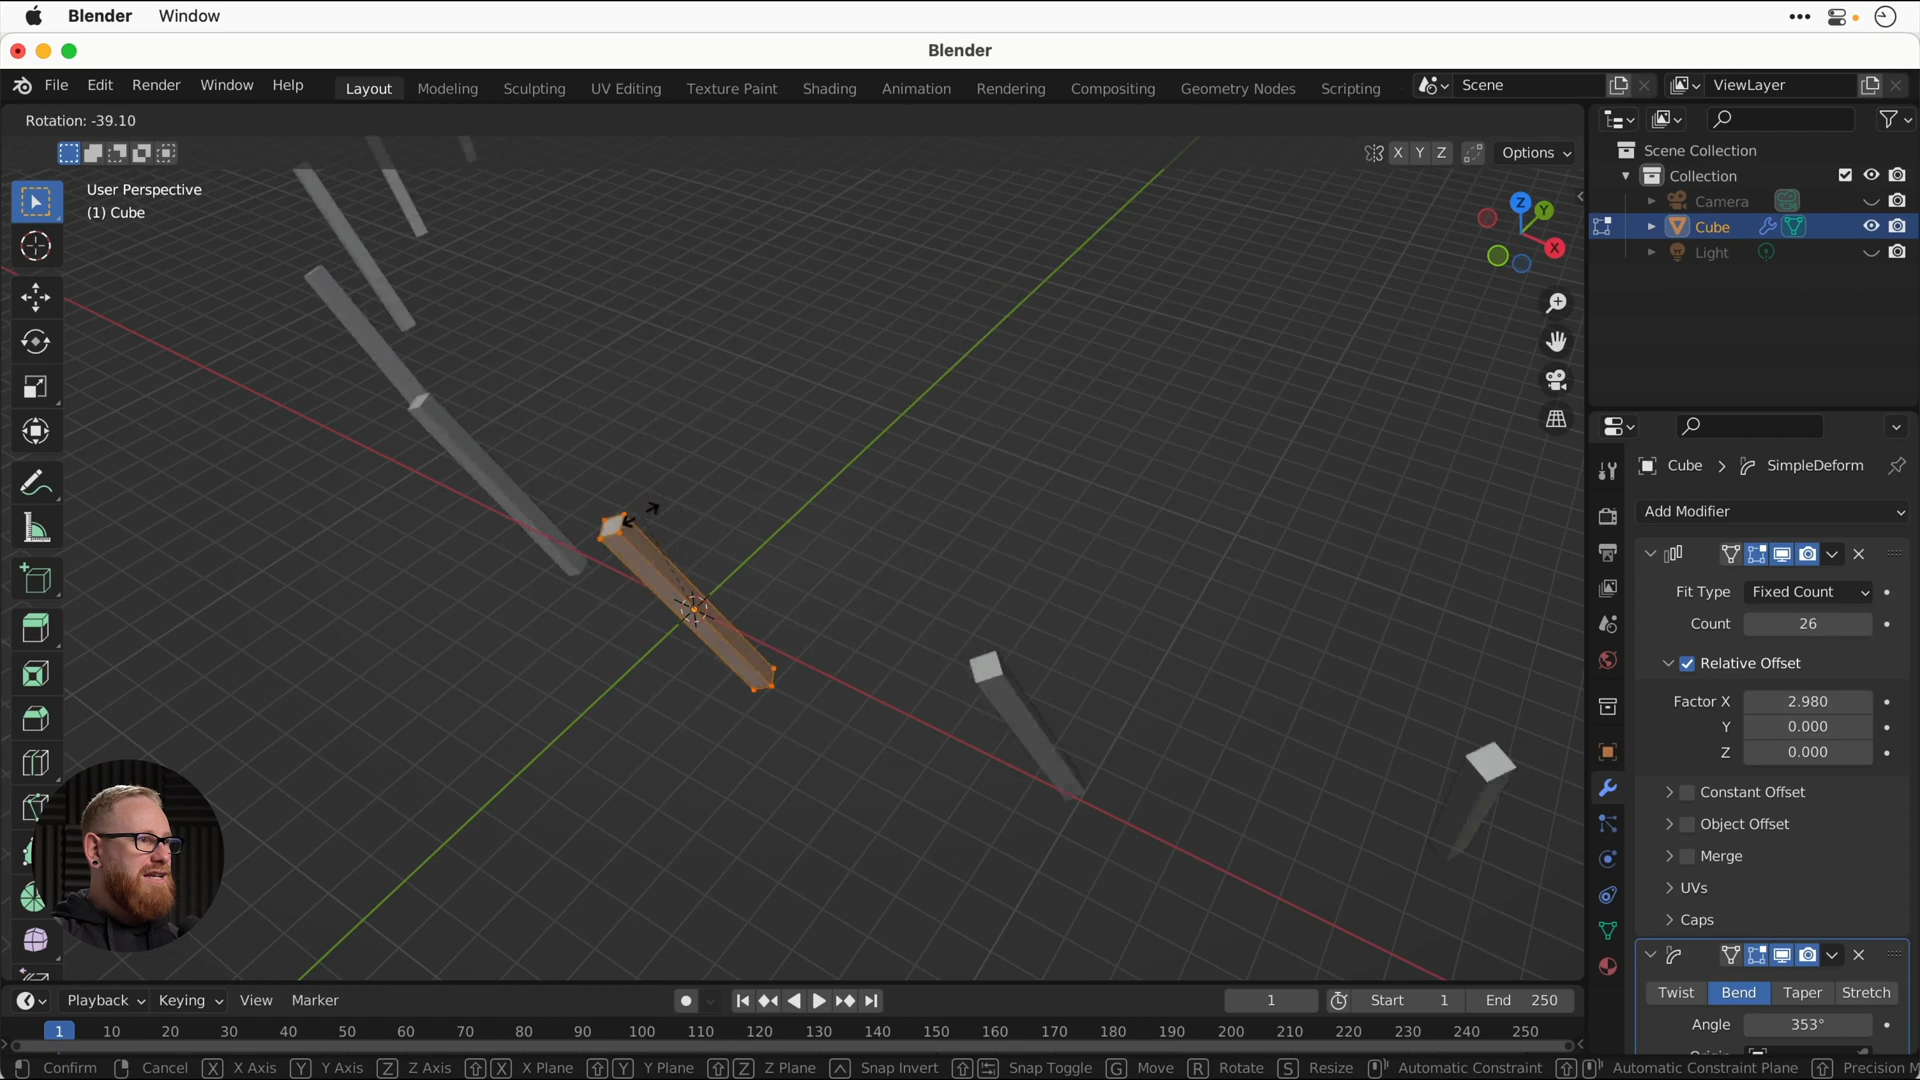 Blender Window
Blender
File Edit Render Window Help Layout Modeling Sculpting UV Editing Texture Paint Shading Animation Rendering Compositing Geometry Nodes Scripting Scene ViewLayer
Rotation: -39.10
X Y Z Options
User Perspective
(1) Cube
Z
Y
X
Scene Collection
Collection
Camera
Cube
Light
Cube SimpleDeform
Add Modifier
Fit Type Fixed Count
Count 26
Relative Offset
Factor X 2.980
Y 0.000
Z 0.000
Constant Offset
Object Offset
Merge
UVs
Caps
Twist Bend Taper Stretch
Angle 353°
Playback Keying View Marker 1 Start 1 End 250
1 10 20 30 40 50 60 70 80 90 100 110 120 130 140 150 160 170 180 190 200 210 220 230 240 250
Confirm Cancel X X Axis Y Y Axis Z Z Axis X X Plane Y Y Plane Z Z Plane Snap Invert Snap Toggle G Move R Rotate S Resize Automatic Constraint Automatic Constraint Plane Precision M